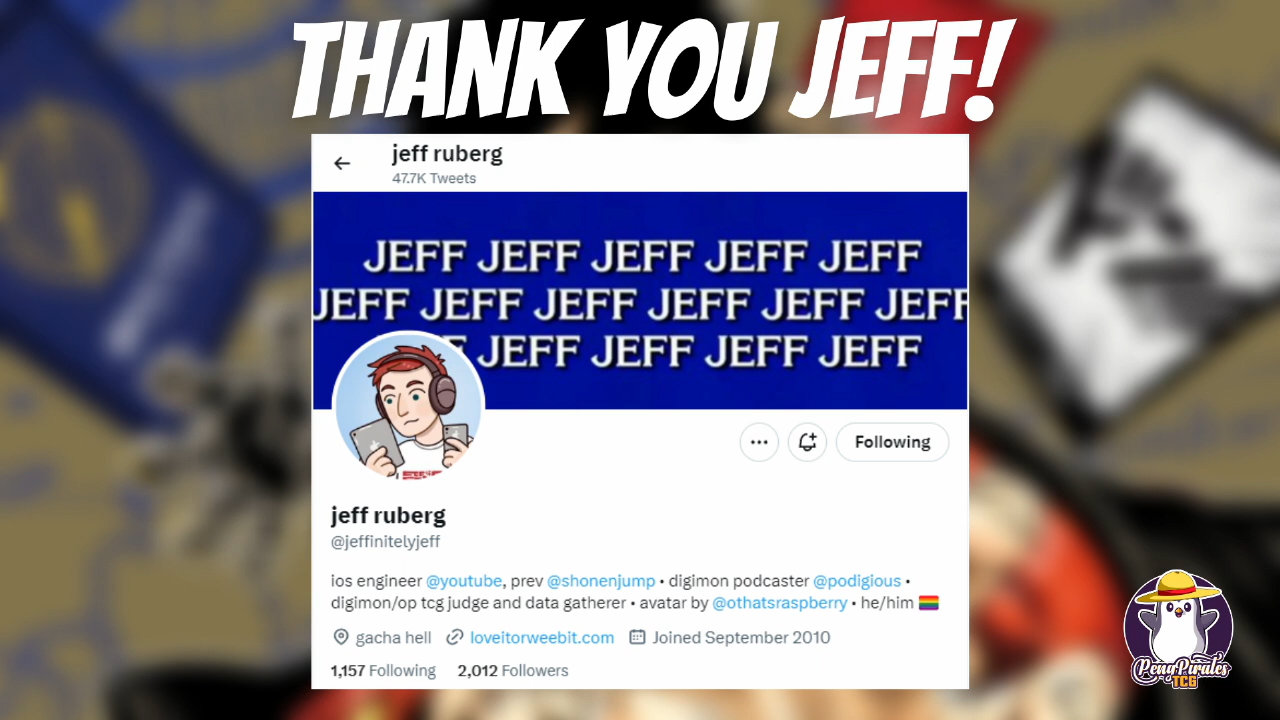 THANK YOU JEFF!
jeff ruberg
47.7K Tweets
JEFF JEFF JEFF JEFF JEFF
JEFF JEFF JEFF JEFF JEFF JEFF
JEFF JEFF JEFF JEFF
Following
jeff ruberg
@jeffinitelyjeff
ios engineer @youtube, prev @shonenjump • digimon podcaster @podigious •
digimon/op tcg judge and data gatherer • avatar by @othatsraspberry • he/him 🏳️‍🌈
gacha hell loveitorweebit.com Joined September 2010
1,157 Following 2,012 Followers
PengPirates
TCG